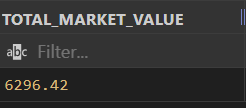 TOTAL_MARKET_VALUE
abc Filter...
6296.42